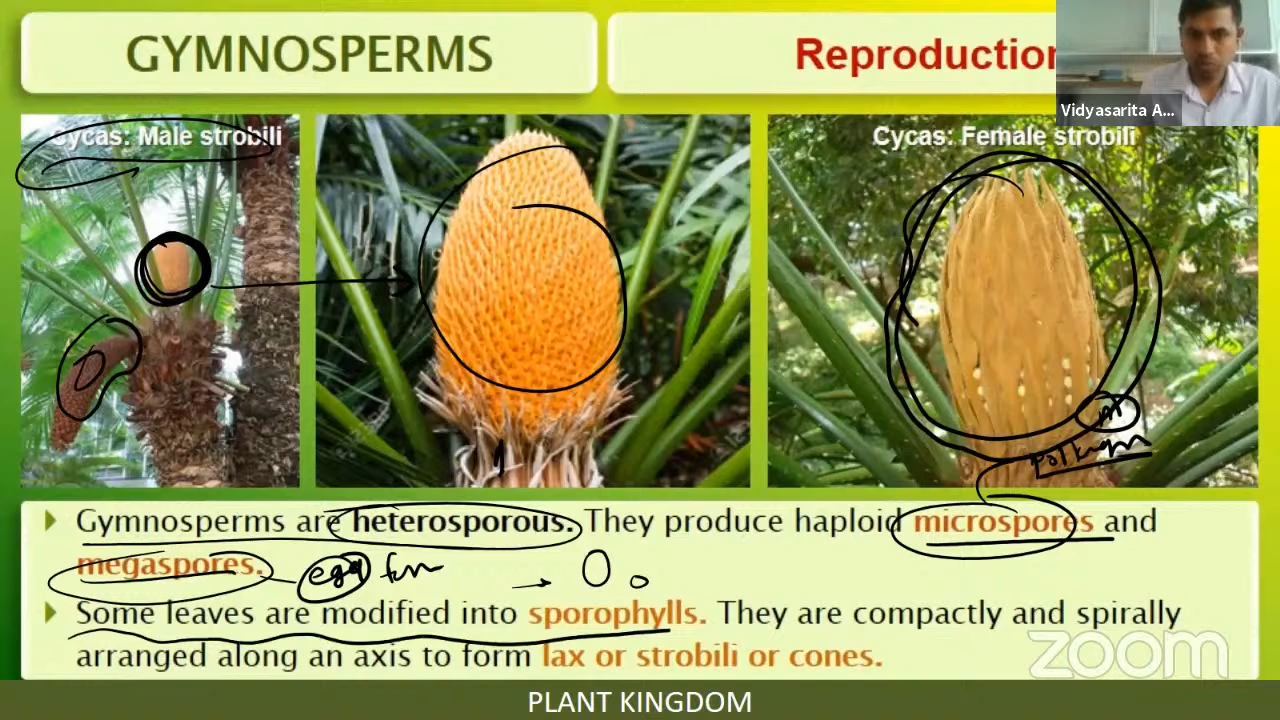 GYMNOSPERMS
Reproduction
Vidyasarita A...
Cycas: Male strobili
Cycas: Female strobili
Gymnosperms are heterosporous. They produce haploid microspores and
megaspores.
egg
Some leaves are modified into sporophylls. They are compactly and spirally
arranged along an axis to form lax or strobili or cones.
zoom
PLANT KINGDOM